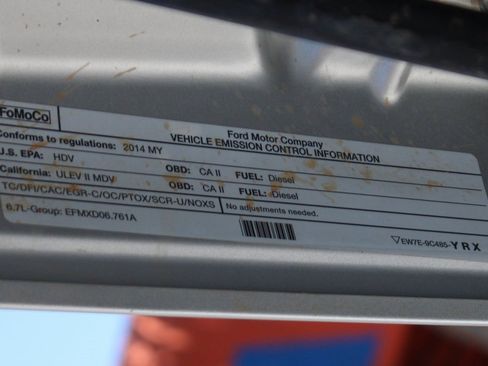 FoMoCo
Ford Motor Company
VEHICLE EMISSION CONTROL INFORMATION
Conforms to regulations: 2014 MY
U.S. EPA: HDV OBD: CA II FUEL: Diesel
California: ULEV II MDV OBD: CA II FUEL: Diesel
TC/DFI/CAC/EGR-C/OC/PTOX/SCR-U/NOXS No adjustments needed.
6.7L-Group: EFMXD06.761A
EW7E-9C485-YRX